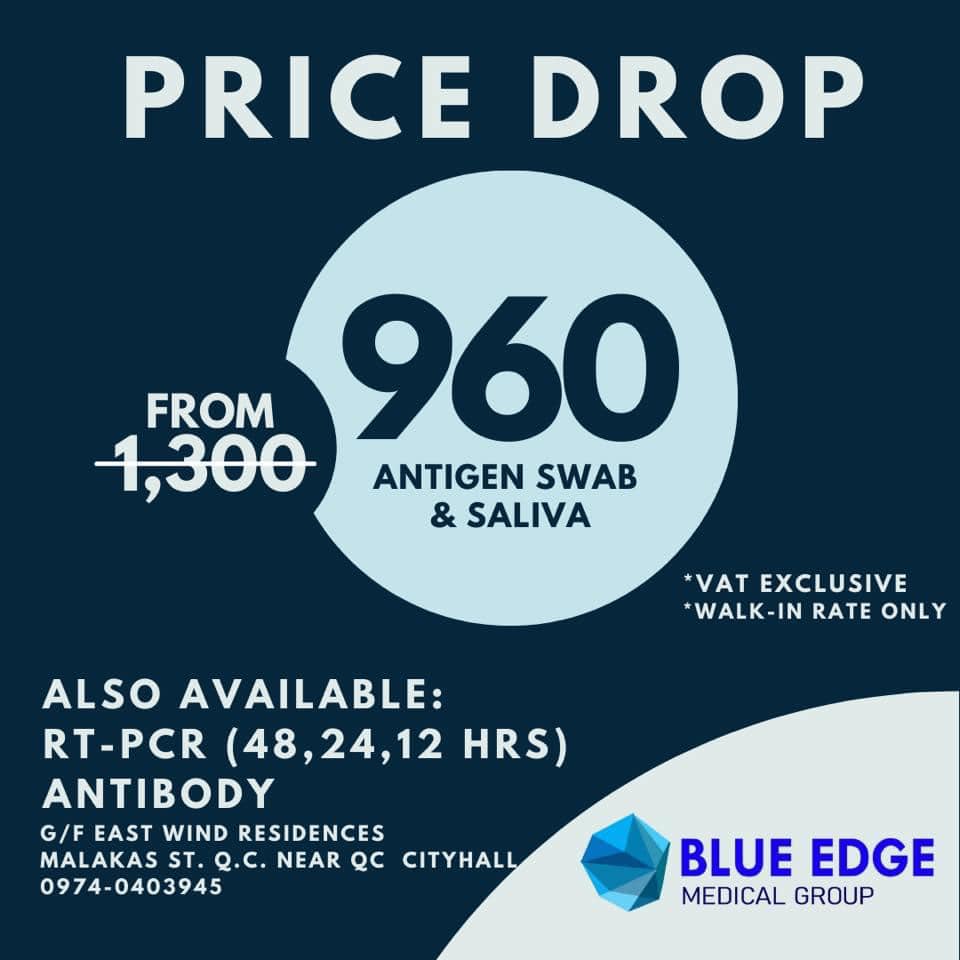 PRICE DROP
FROM
1,300
960
ANTIGEN SWAB
& SALIVA
*VAT EXCLUSIVE
*WALK-IN RATE ONLY
ALSO AVAILABLE:
RT-PCR (48,24,12 HRS)
ANTIBODY
G/F EAST WIND RESIDENCES
MALAKAS ST. Q.C. NEAR QC CITYHALL
0974-0403945
BLUE EDGE
MEDICAL GROUP